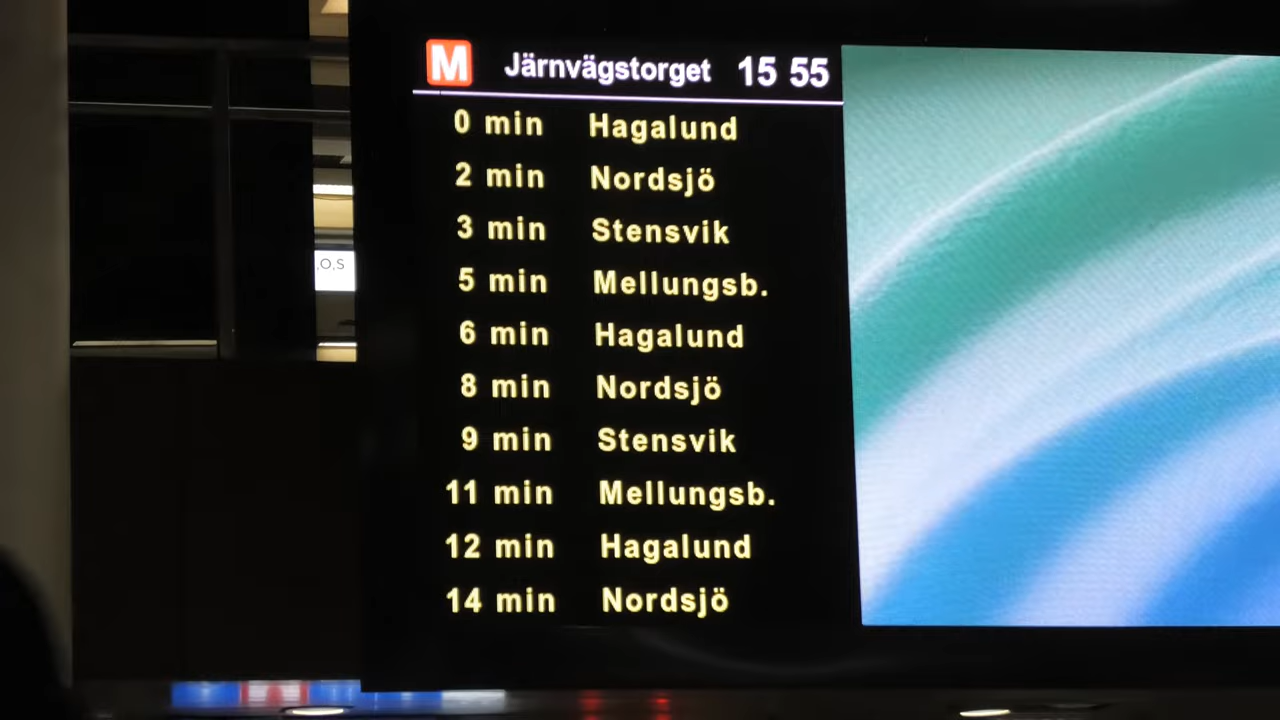 M Järnvägstorget 15 55
0 min Hagalund
2 min Nordsjö
3 min Stensvik
5 min Mellungsb.
6 min Hagalund
8 min Nordsjö
9 min Stensvik
11 min Mellungsb.
12 min Hagalund
14 min Nordsjö
,O,S